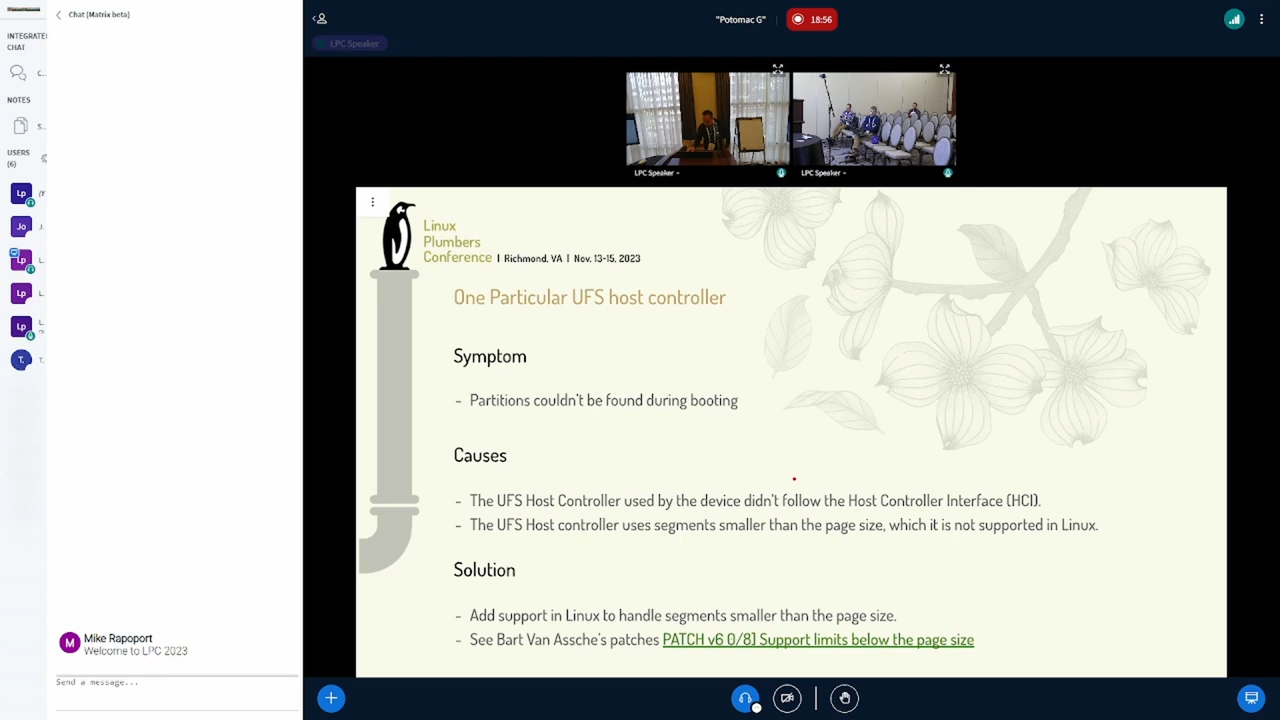 Chat (Matrix beta)
INTEGRATE
CHAT
C...
NOTES
S...
USERS
(6)
Lp
Jo
J.
L
L.
Lp
L.
Lp
L.
T.
T.
Mike Rapoport
M
Welcome to LPC 2023
Send a message...
"Potomac G"
18:56
LPC Speaker
LPC Speaker
LPC Speaker
Linux
Plumbers
Conference | Richmond, VA | Nov. 13-15, 2023
One Particular UFS host controller
Symptom
- Partitions couldn't be found during booting
Causes
- The UFS Host Controller used by the device didn't follow the Host Controller Interface (HCI).
- The UFS Host controller uses segments smaller than the page size, which it is not supported in Linux.
Solution
- Add support in Linux to handle segments smaller than the page size.
- See Bart Van Assche's patches PATCH v6 0/8] Support limits below the page size